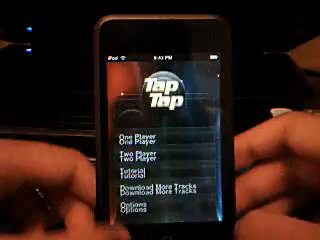 iPod 9:43 PM
Tap
Tap
One Player
One Player
Two Player
Two Player
Tutorial
Tutorial
Download More Tracks
Download More Tracks
Options
Options